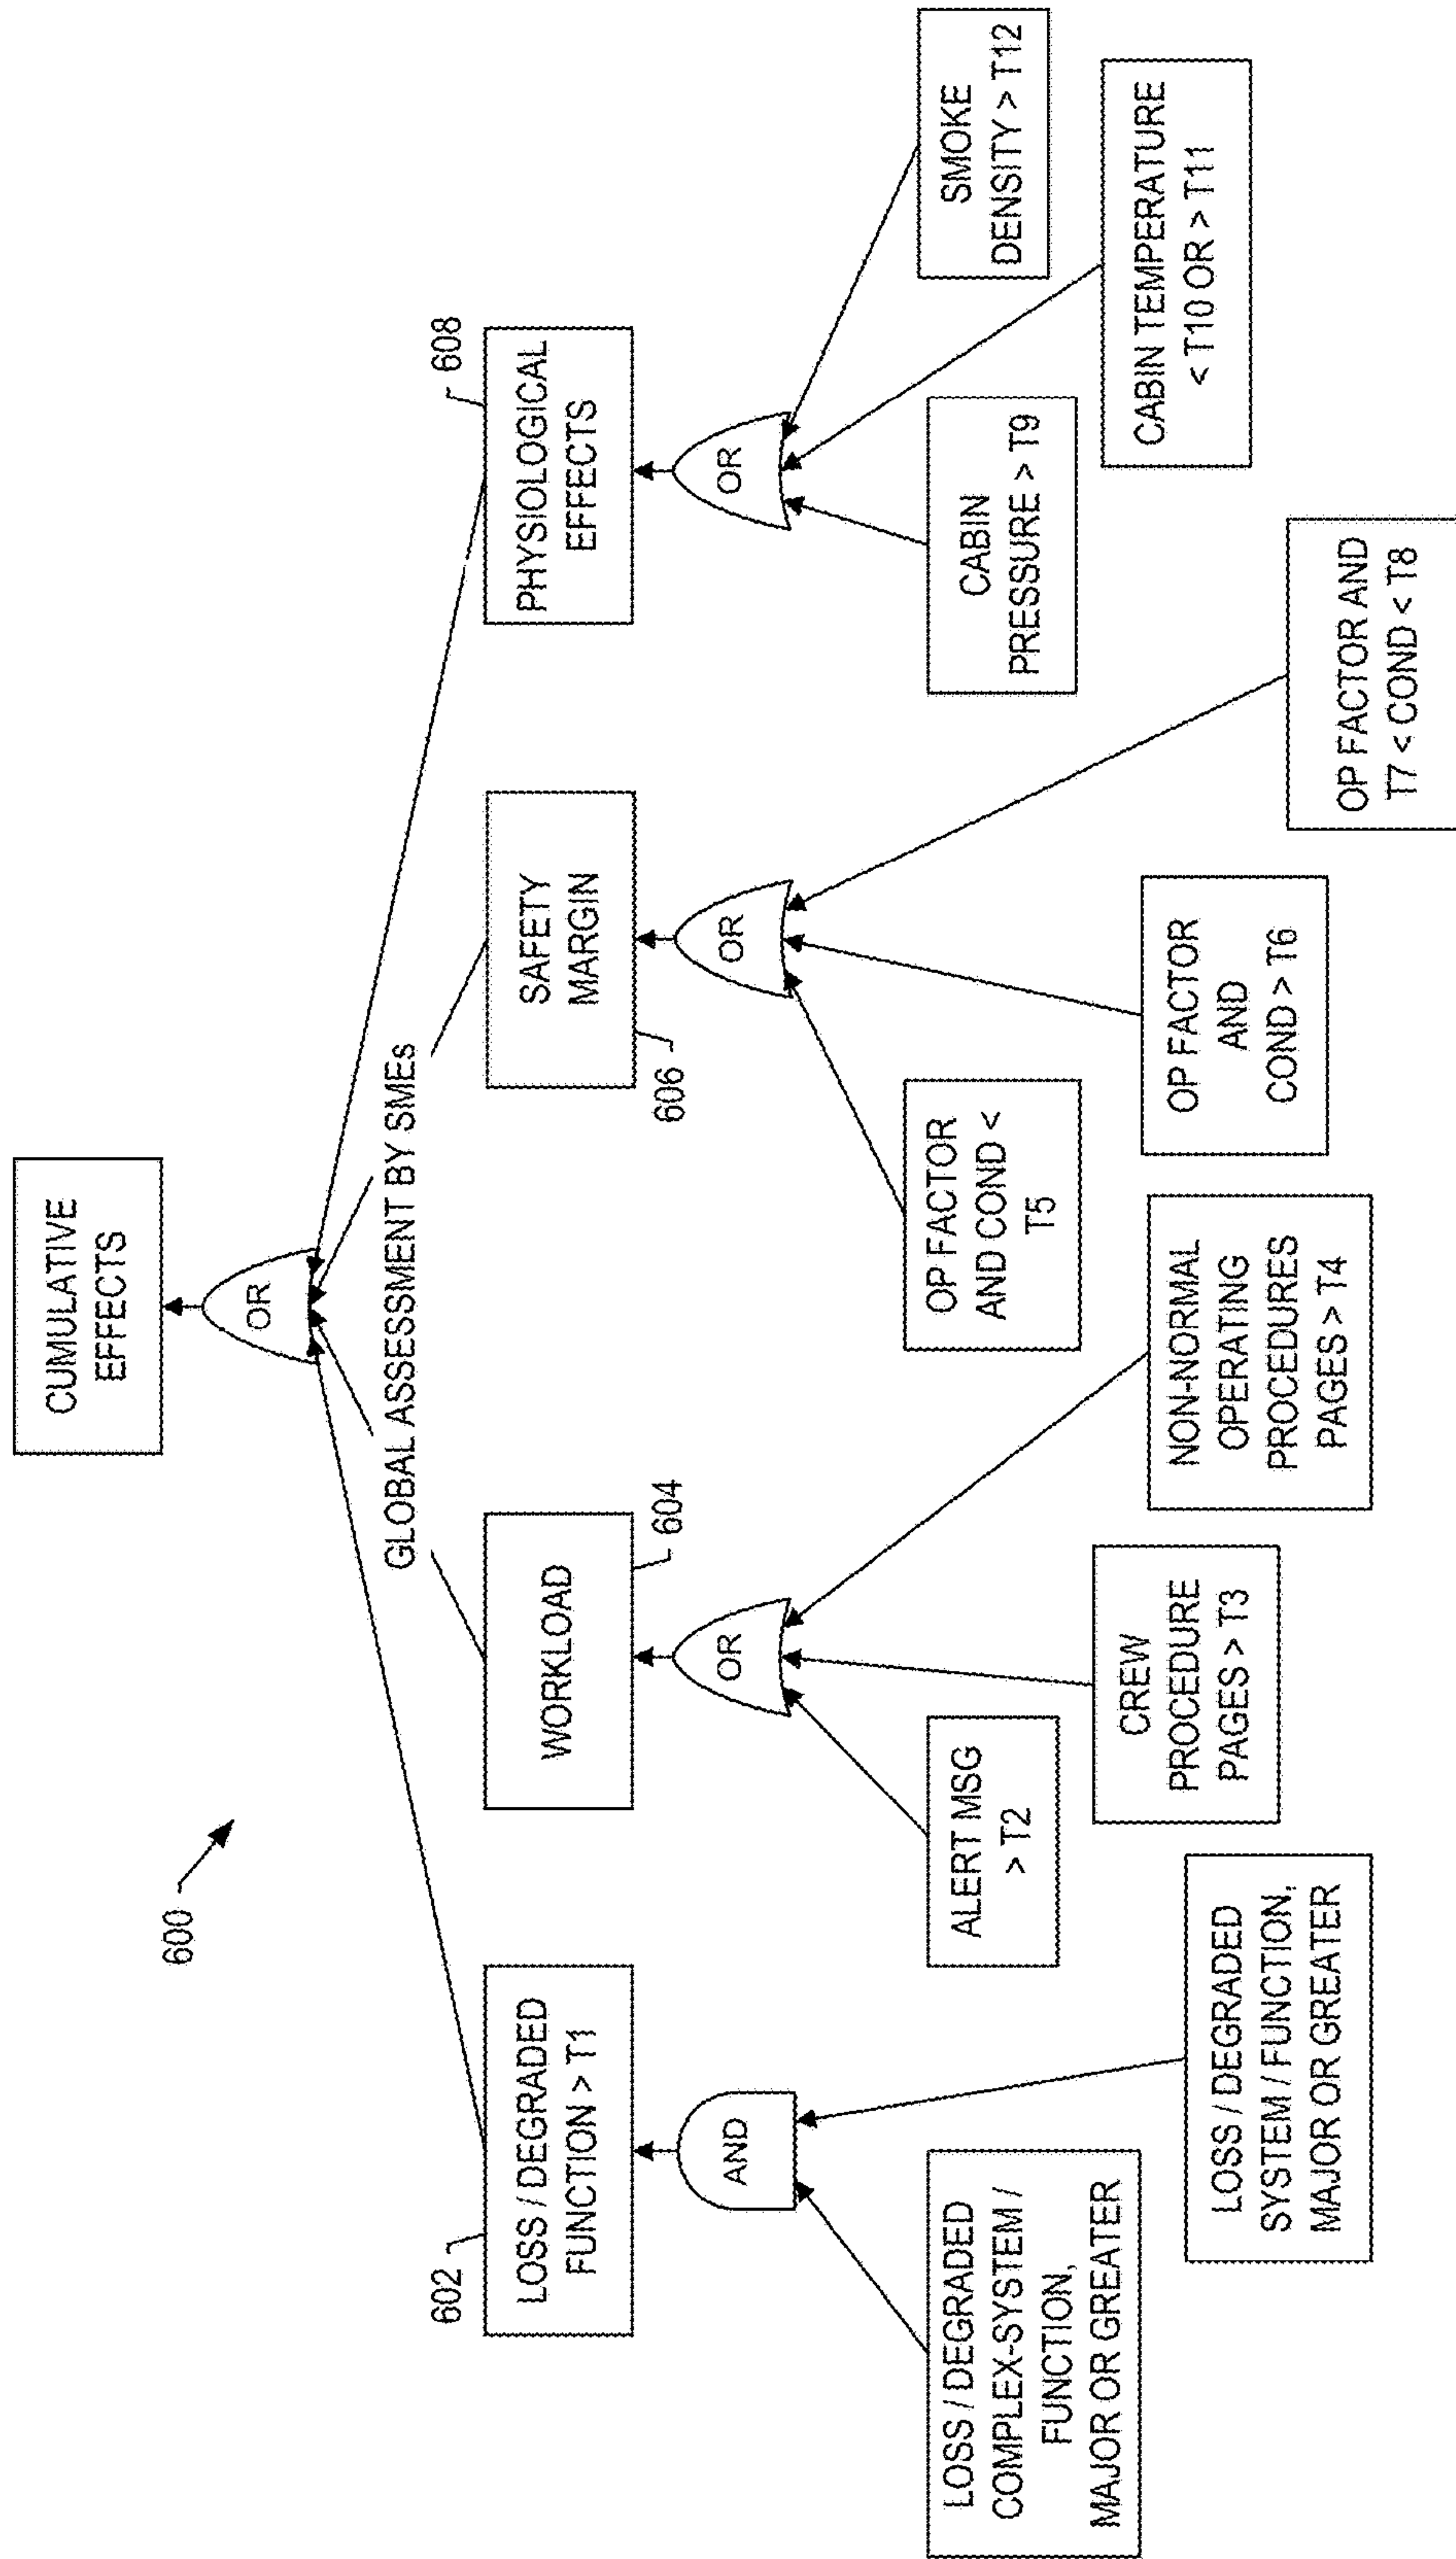 600
CUMULATIVE
EFFECTS
OR
GLOBAL ASSESSMENT BY SMEs
602
LOSS / DEGRADED
FUNCTION > T1
AND
LOSS / DEGRADED
COMPLEX-SYSTEM /
FUNCTION,
MAJOR OR GREATER
LOSS / DEGRADED
SYSTEM / FUNCTION,
MAJOR OR GREATER
WORKLOAD
604
OR
ALERT MSG
> T2
CREW
PROCEDURE
PAGES > T3
NON-NORMAL
OPERATING
PROCEDURES
PAGES > T4
SAFETY
MARGIN
606
OR
OP FACTOR
AND COND <
T5
OP FACTOR
AND
COND > T6
OP FACTOR AND
T7 < COND < T8
608
PHYSIOLOGICAL
EFFECTS
OR
CABIN
PRESSURE > T9
CABIN TEMPERATURE
< T10 OR > T11
SMOKE
DENSITY > T12